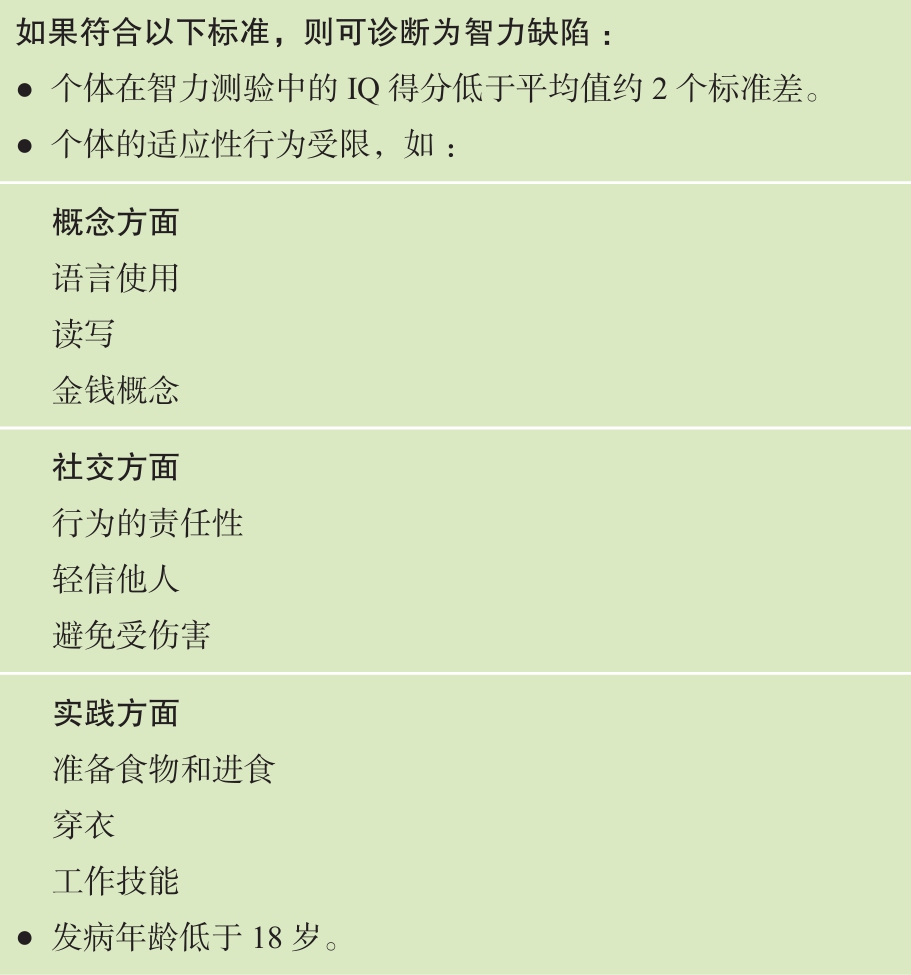 如果符合以下标准，则可诊断为智力缺陷：
● 个体在智力测验中的 IQ 得分低于平均值约 2 个标准差。
● 个体的适应性行为受限，如：
概念方面
语言使用
读写
金钱概念
社交方面
行为的责任性
轻信他人
避免受伤害
实践方面
准备食物和进食
穿衣
工作技能
● 发病年龄低于 18 岁。